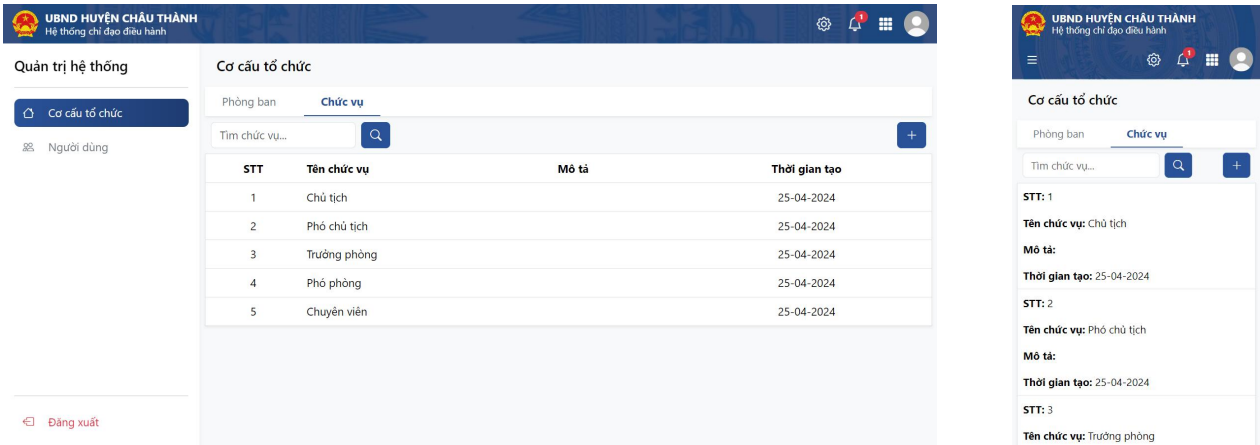 UBND HUYỆN CHÂU THÀNH
Hệ thống chỉ đạo điều hành
1
Quản trị hệ thống
Cơ cấu tổ chức
Người dùng
Đăng xuất
Cơ cấu tổ chức
Phòng ban Chức vụ
Tìm chức vụ...
STT Tên chức vụ Mô tả Thời gian tạo
1 Chủ tịch 25-04-2024
2 Phó chủ tịch 25-04-2024
3 Trưởng phòng 25-04-2024
4 Phó phòng 25-04-2024
5 Chuyên viên 25-04-2024
UBND HUYỆN CHÂU THÀNH
Hệ thống chỉ đạo điều hành
1
Cơ cấu tổ chức
Phòng ban Chức vụ
Tìm chức vụ...
STT: 1
Tên chức vụ: Chủ tịch
Mô tả:
Thời gian tạo: 25-04-2024
STT: 2
Tên chức vụ: Phó chủ tịch
Mô tả:
Thời gian tạo: 25-04-2024
STT: 3
Tên chức vụ: Trưởng phòng